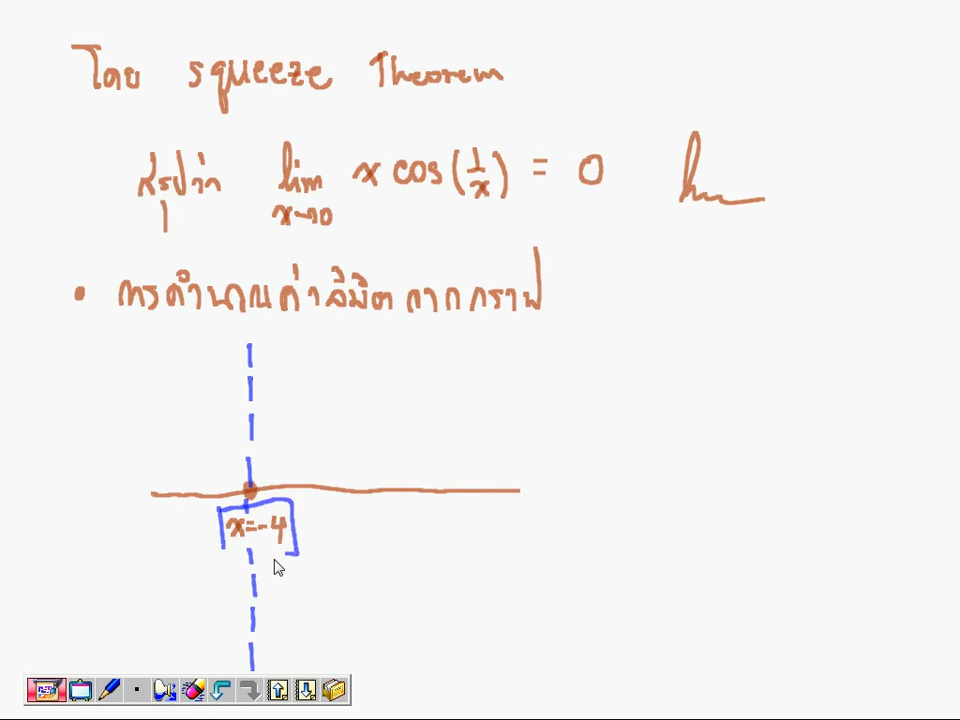 โดย squeeze Theorem
สรุปว่า lim x→0 x cos(1/x) = 0
• การคำนวณค่าลิมิตจากกราฟ
x=-4